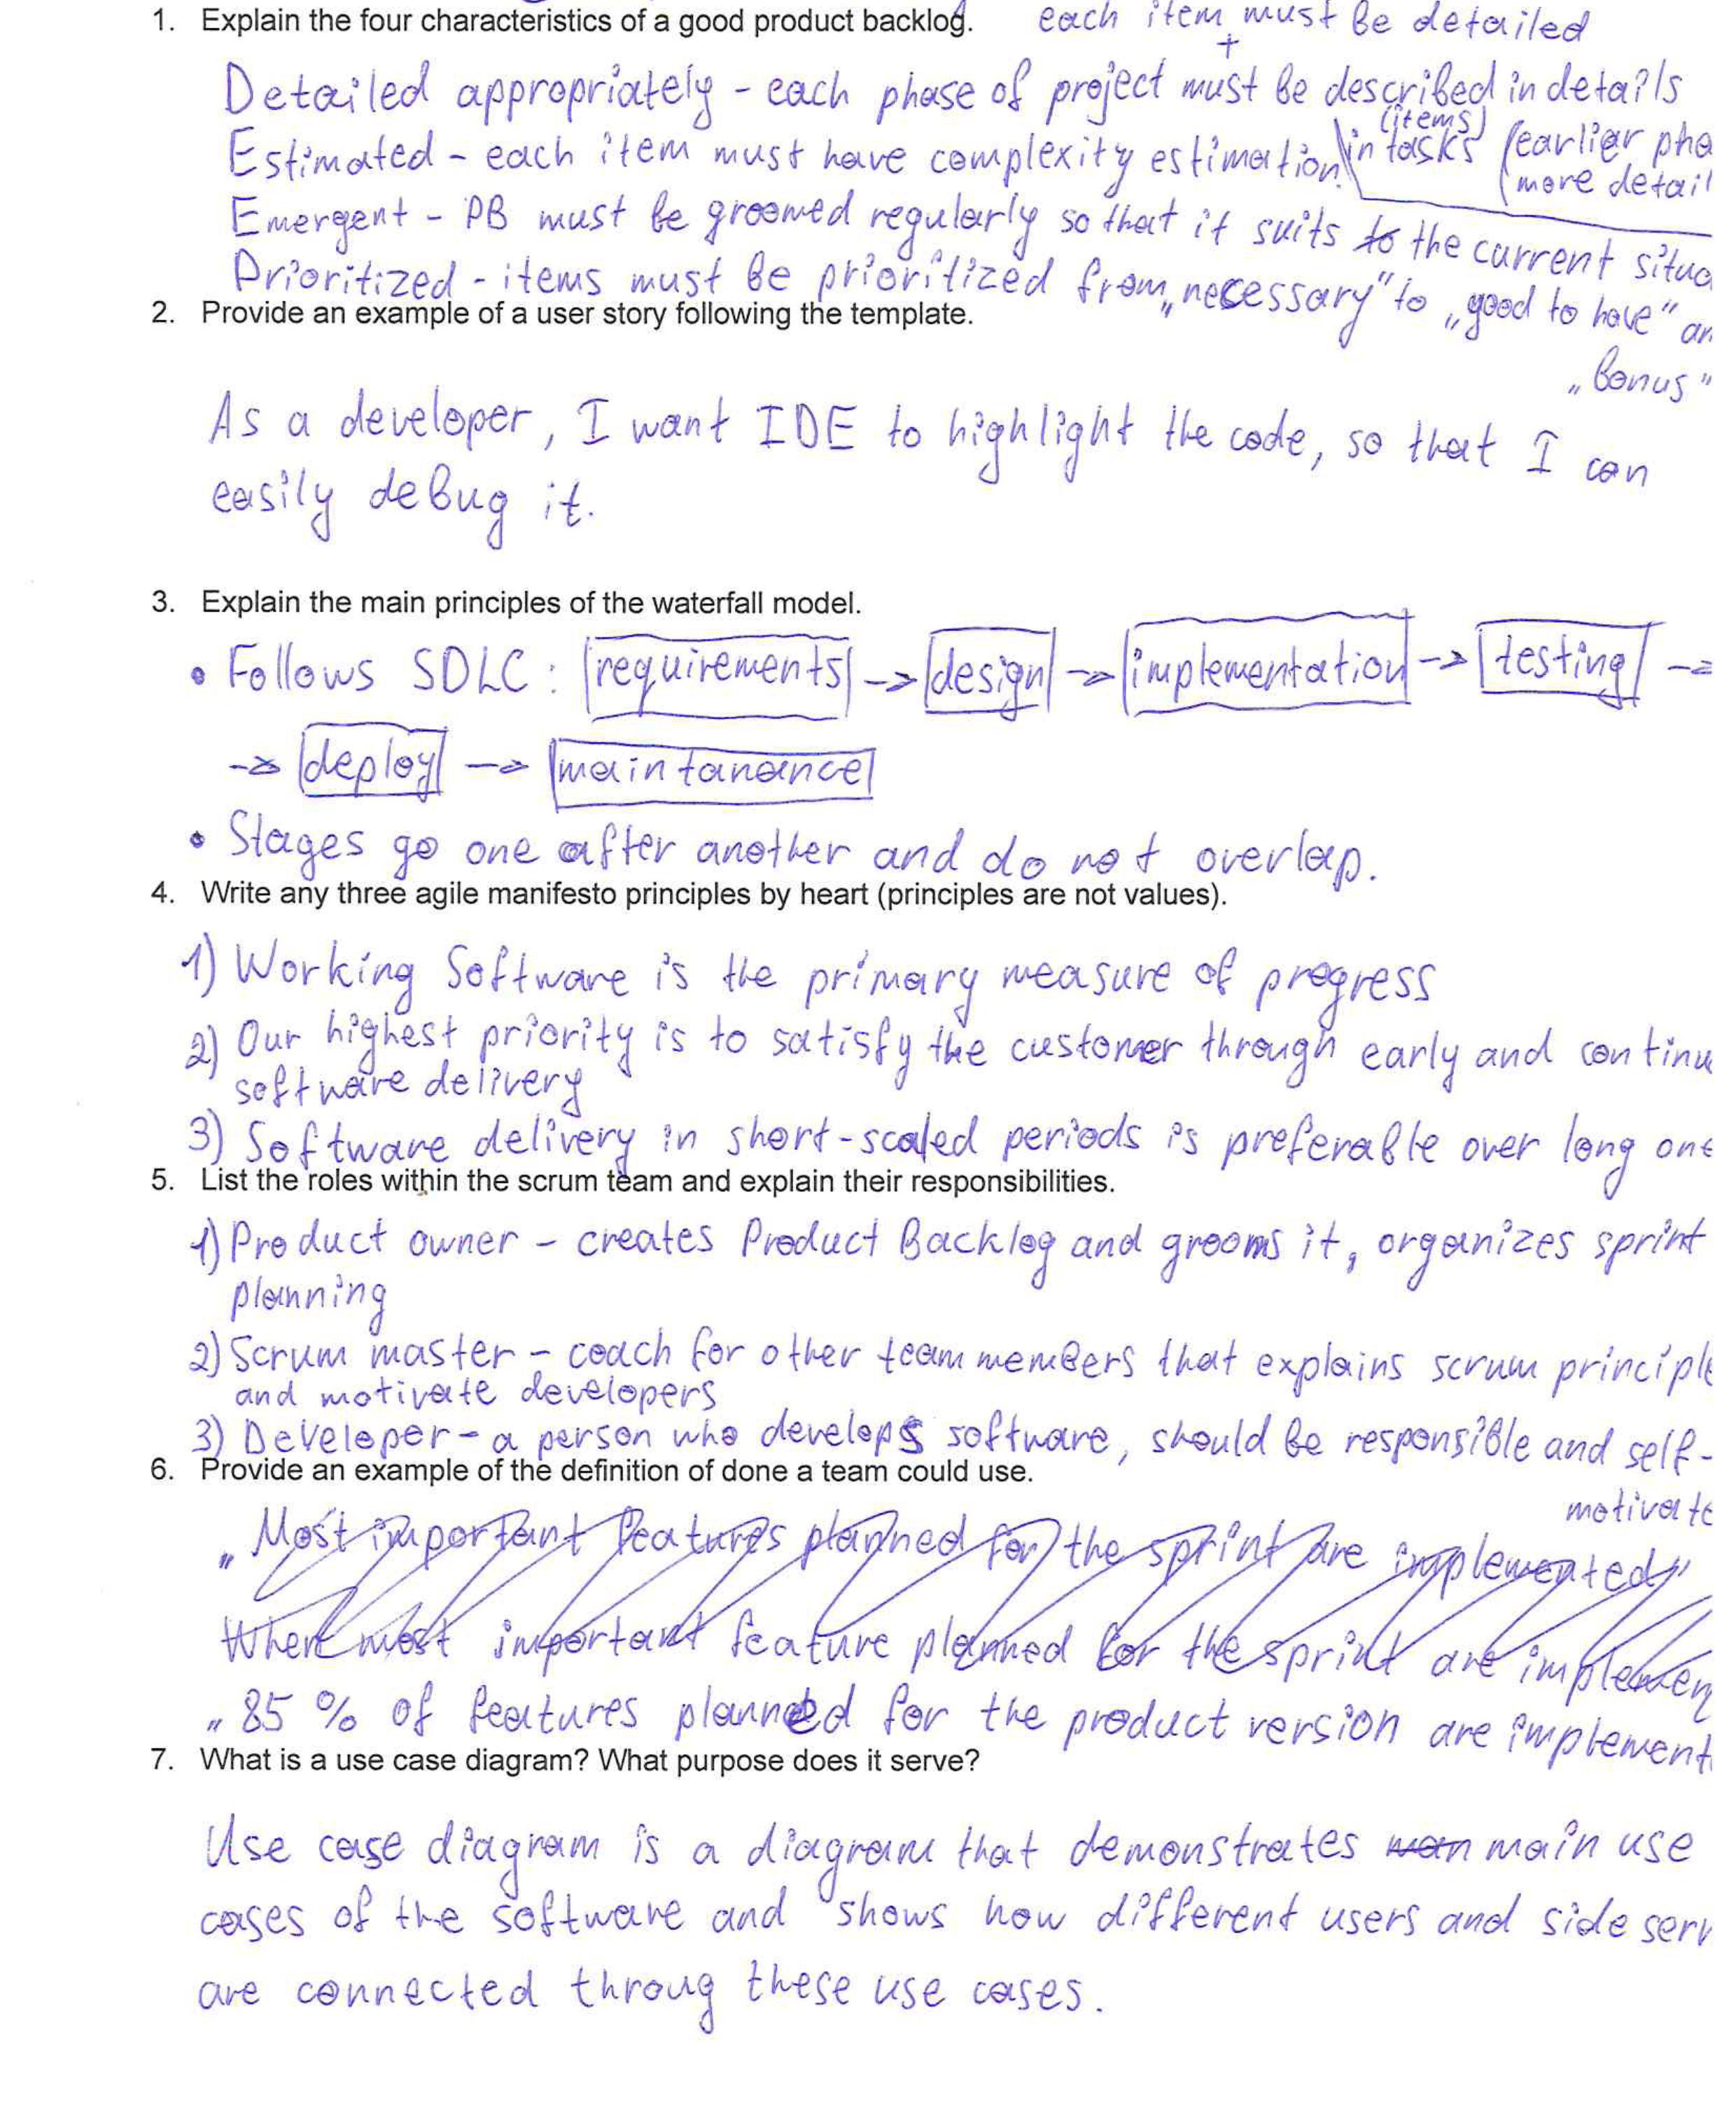 1. Explain the four characteristics of a good product backlog. each item must be detailed
+
Detailed appropriately - each phase of project must be described in details
(items)
Estimated - each item must have complexity estimation. in tasks (earlier pha
(more detail
Emergent - PB must be groomed regularly so that it suits to the current situa
Prioritized - items must be prioritized from „necessary" to „good to have" an
„bonus"
2. Provide an example of a user story following the template.
As a developer, I want IDE to highlight the code, so that I can
easily debug it.
3. Explain the main principles of the waterfall model.
• Follows SDLC: requirements -> design -> implementation -> testing ->
-> deploy -> maintanance
• Stages go one after another and do not overlap.
4. Write any three agile manifesto principles by heart (principles are not values).
1) Working Software is the primary measure of progress
2) Our highest priority is to satisfy the customer through early and continu
software delivery
3) Software delivery in short-scaled periods is preferable over long one
5. List the roles within the scrum team and explain their responsibilities.
1) Product owner - creates Product Backlog and grooms it, organizes sprint
planning
2) Scrum master - coach for other team members that explains scrum principle
and motivate developers
3) Developer - a person who develops software, should be responsible and self-
motivate
6. Provide an example of the definition of done a team could use.
„Most important features planned for the sprint are implemented"
When most important feature planned for the sprint are implemen
„85 % of features planned for the product version are implement
7. What is a use case diagram? What purpose does it serve?
Use case diagram is a diagram that demonstrates main use
cases of the software and shows how different users and side serv
are connected throug these use cases.